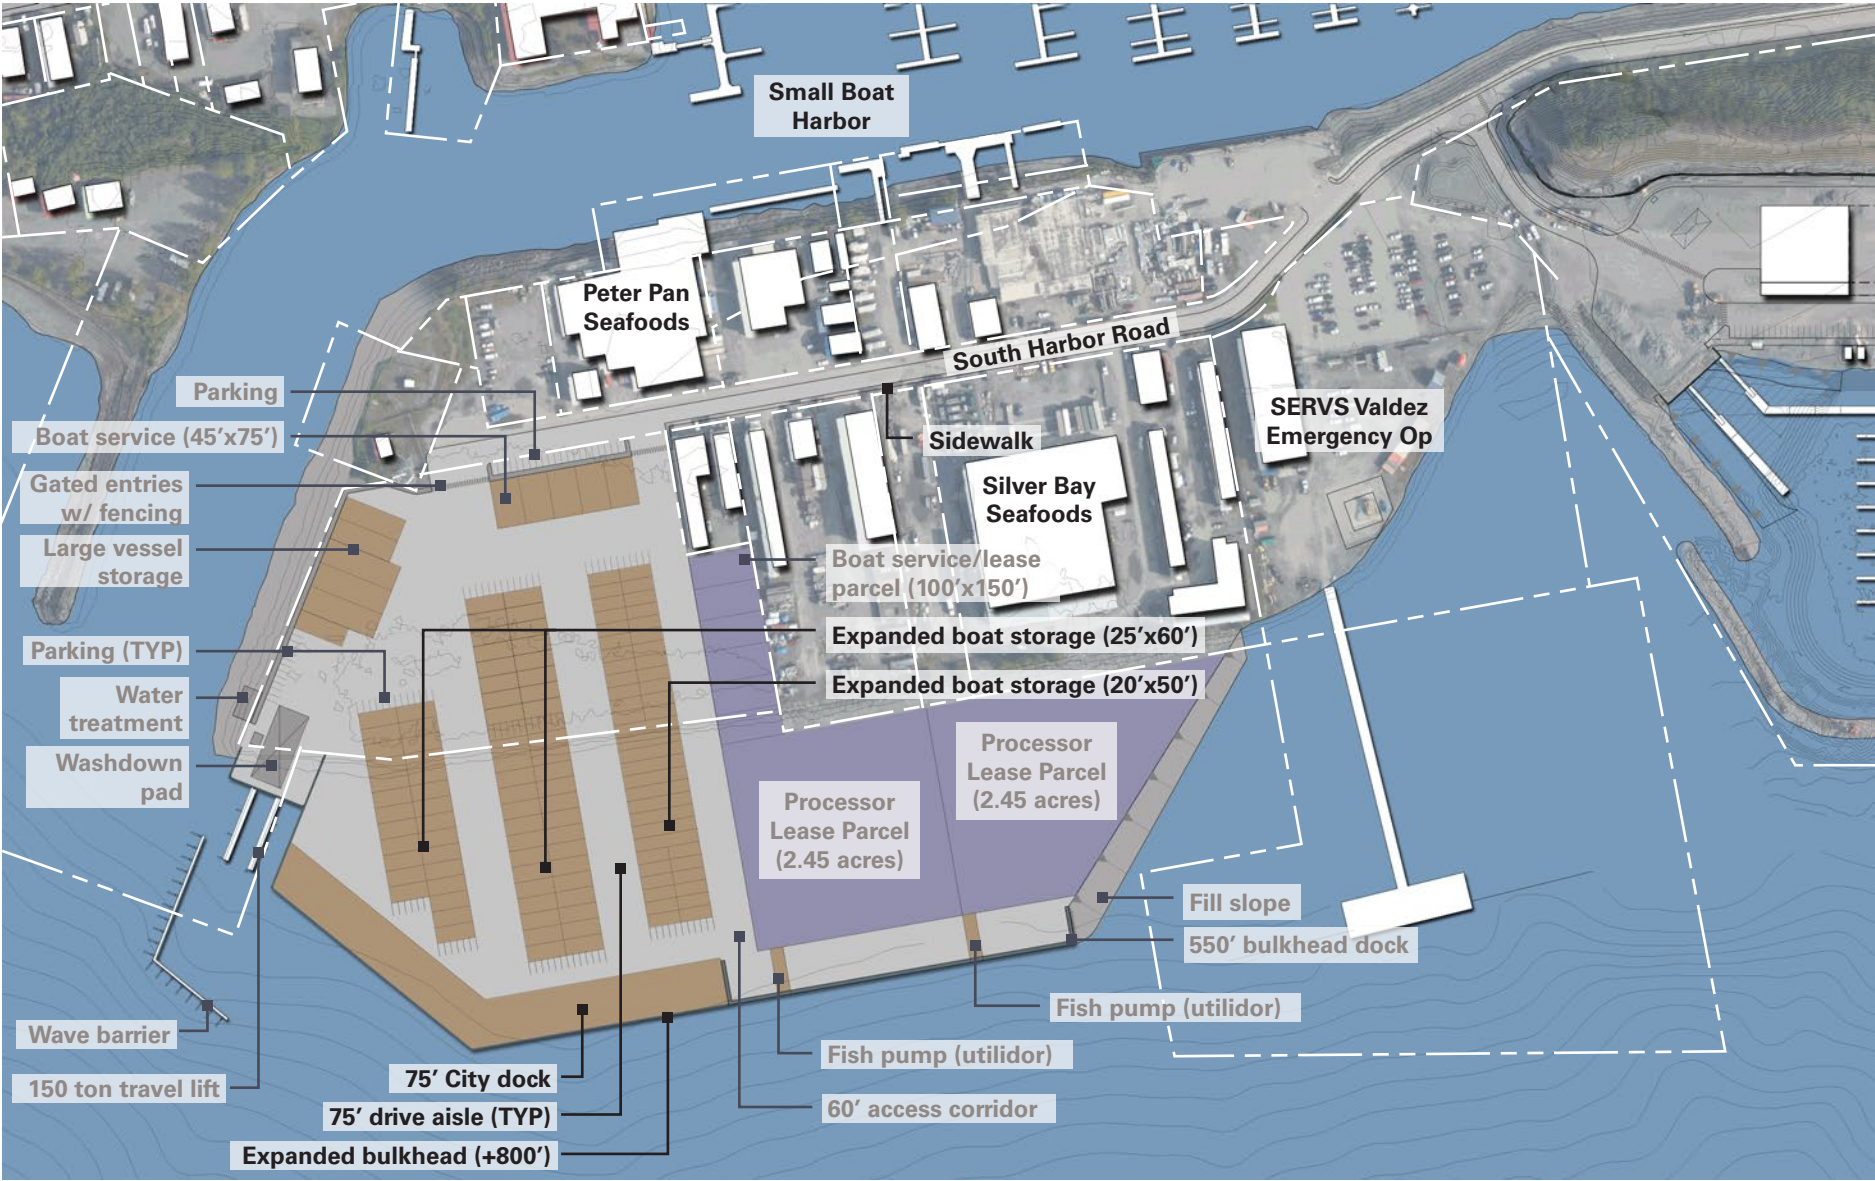 Small Boat
Harbor
Peter Pan
Seafoods
South Harbor Road
Parking
Boat service (45’x75’)
SERVS Valdez
Emergency Op
Sidewalk
Gated entries
w/ fencing
Silver Bay
Seafoods
Large vessel
storage
Boat service/lease
parcel (100’x150’)
Expanded boat storage (25’x60’)
Parking (TYP)
Expanded boat storage (20’x50’)
Water
treatment
Washdown
pad
Processor
Lease Parcel
(2.45 acres)
Processor
Lease Parcel
(2.45 acres)
Fill slope
550’ bulkhead dock
Fish pump (utilidor)
Wave barrier
Fish pump (utilidor)
75’ City dock
150 ton travel lift
60’ access corridor
75’ drive aisle (TYP)
Expanded bulkhead (+800’)